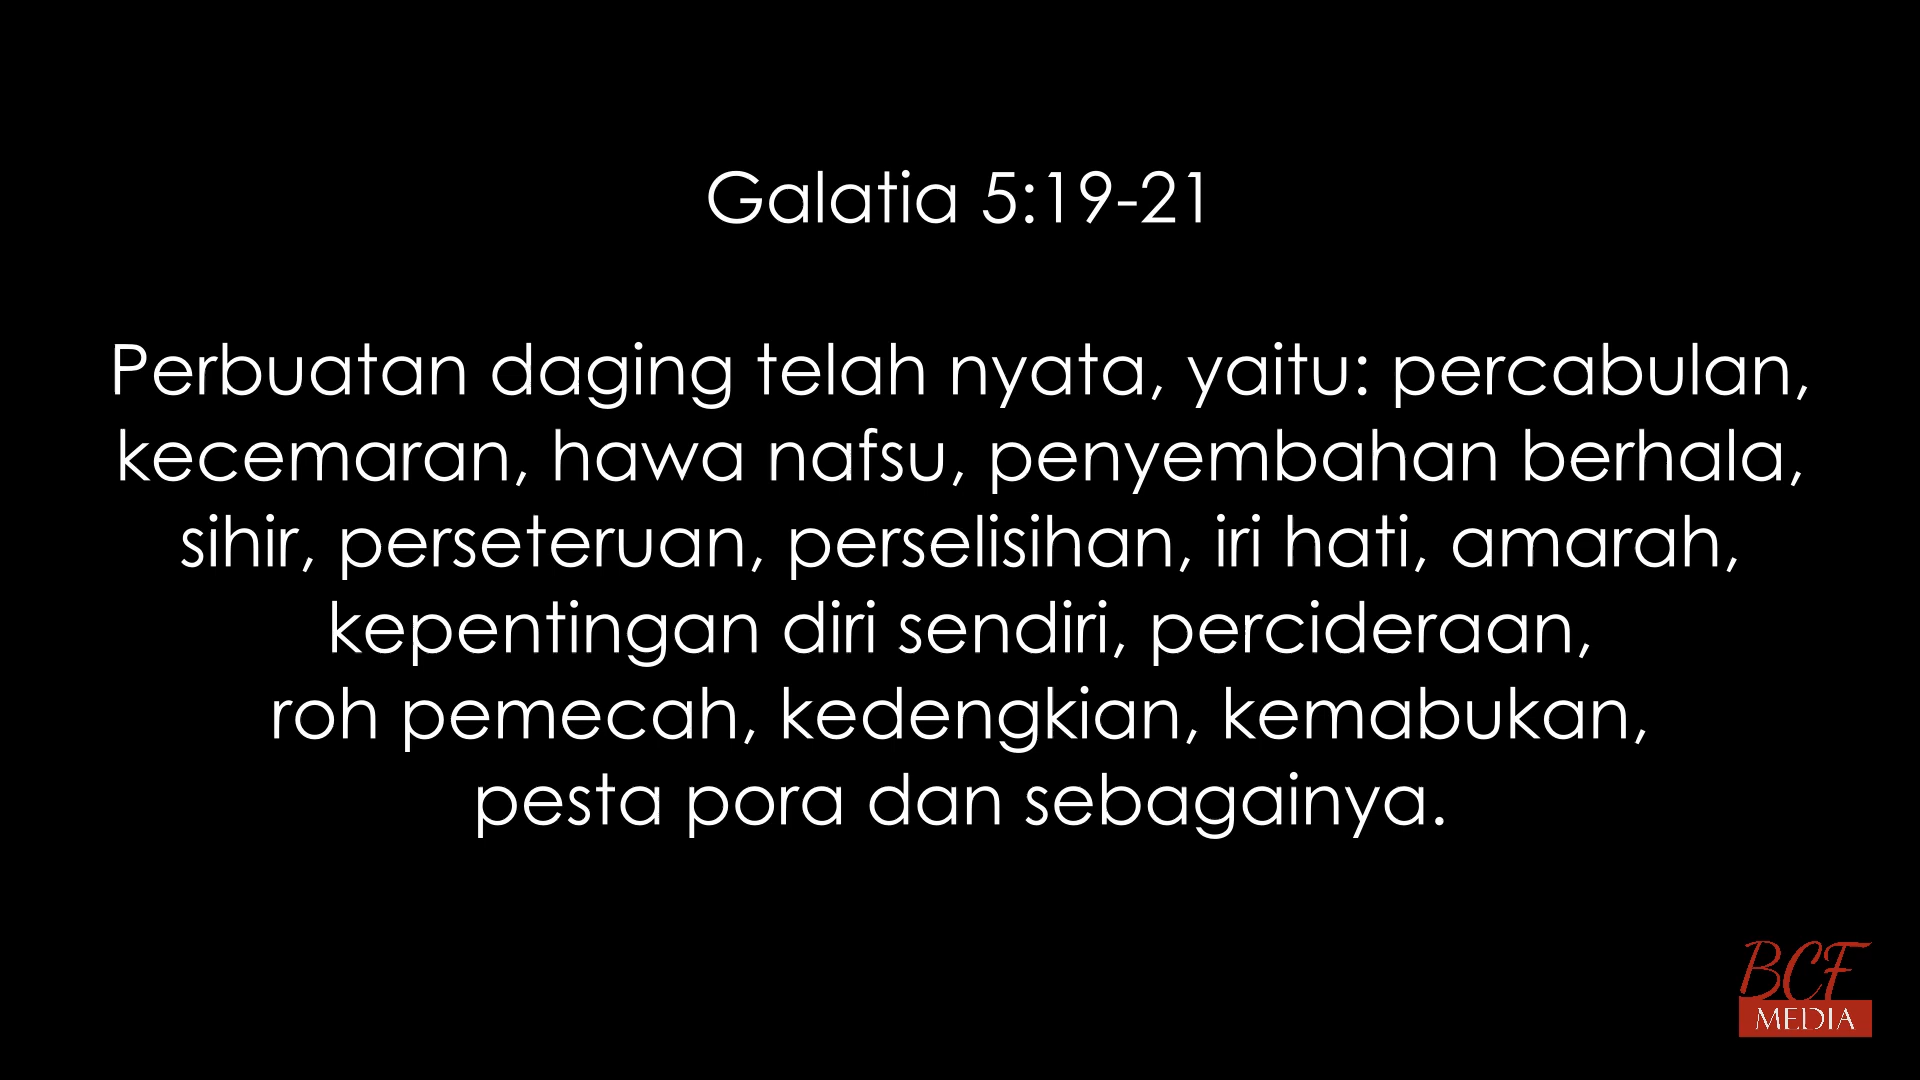 Galatia 5:19-21
Perbuatan daging telah nyata, yaitu: percabulan,
kecemaran, hawa nafsu, penyembahan berhala,
sihir, perseteruan, perselisihan, iri hati, amarah,
kepentingan diri sendiri, percideraan,
roh pemecah, kedengkian, kemabukan,
pesta pora dan sebagainya.
BCF
MEDIA